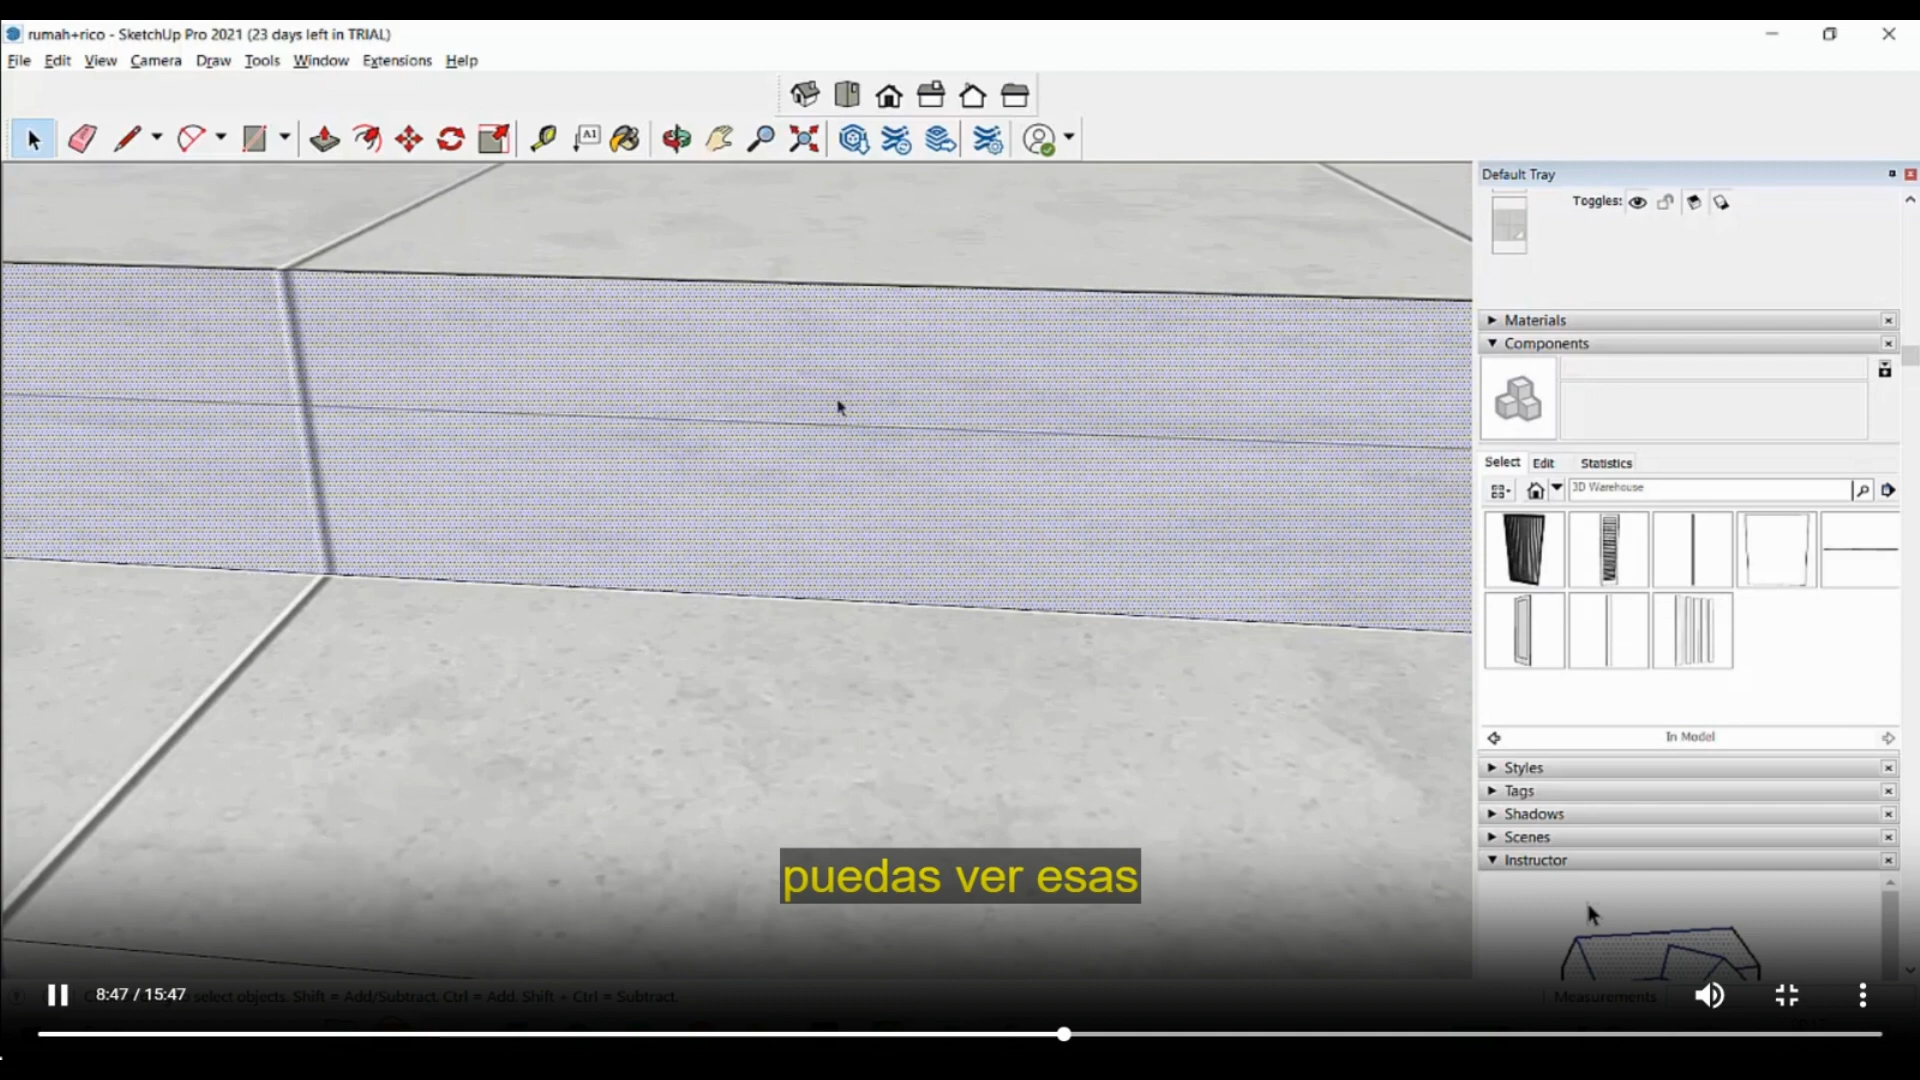 rumah+rico - SketchUp Pro 2021 (23 days left in TRIAL)
File Edit View Camera Draw Tools Window Extensions Help
A1
Default Tray
Toggles:
Materials
Components
Select Edit Statistics
3D Warehouse
In Model
Styles
Tags
Shadows
Scenes
Instructor
puedas ver esas
8:47 / 15:47
select objects. Shift = Add/Subtract. Ctrl = Add. Shift + Ctrl = Subtract.
Measurements